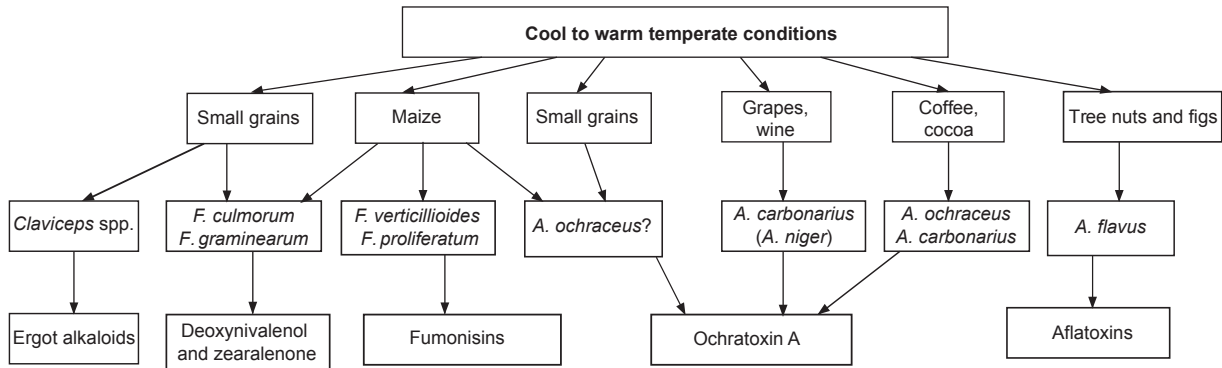 Cool to warm temperate conditions
Small grains
Maize
Small grains
Grapes,
wine
Coffee,
cocoa
Tree nuts and figs
Claviceps spp.
F. culmorum
F. graminearum
F. verticillioides
F. proliferatum
A. ochraceus?
A. carbonarius
(A. niger)
A. ochraceus
A. carbonarius
A. flavus
Ergot alkaloids
Deoxynivalenol
and zearalenone
Fumonisins
Ochratoxin A
Aflatoxins